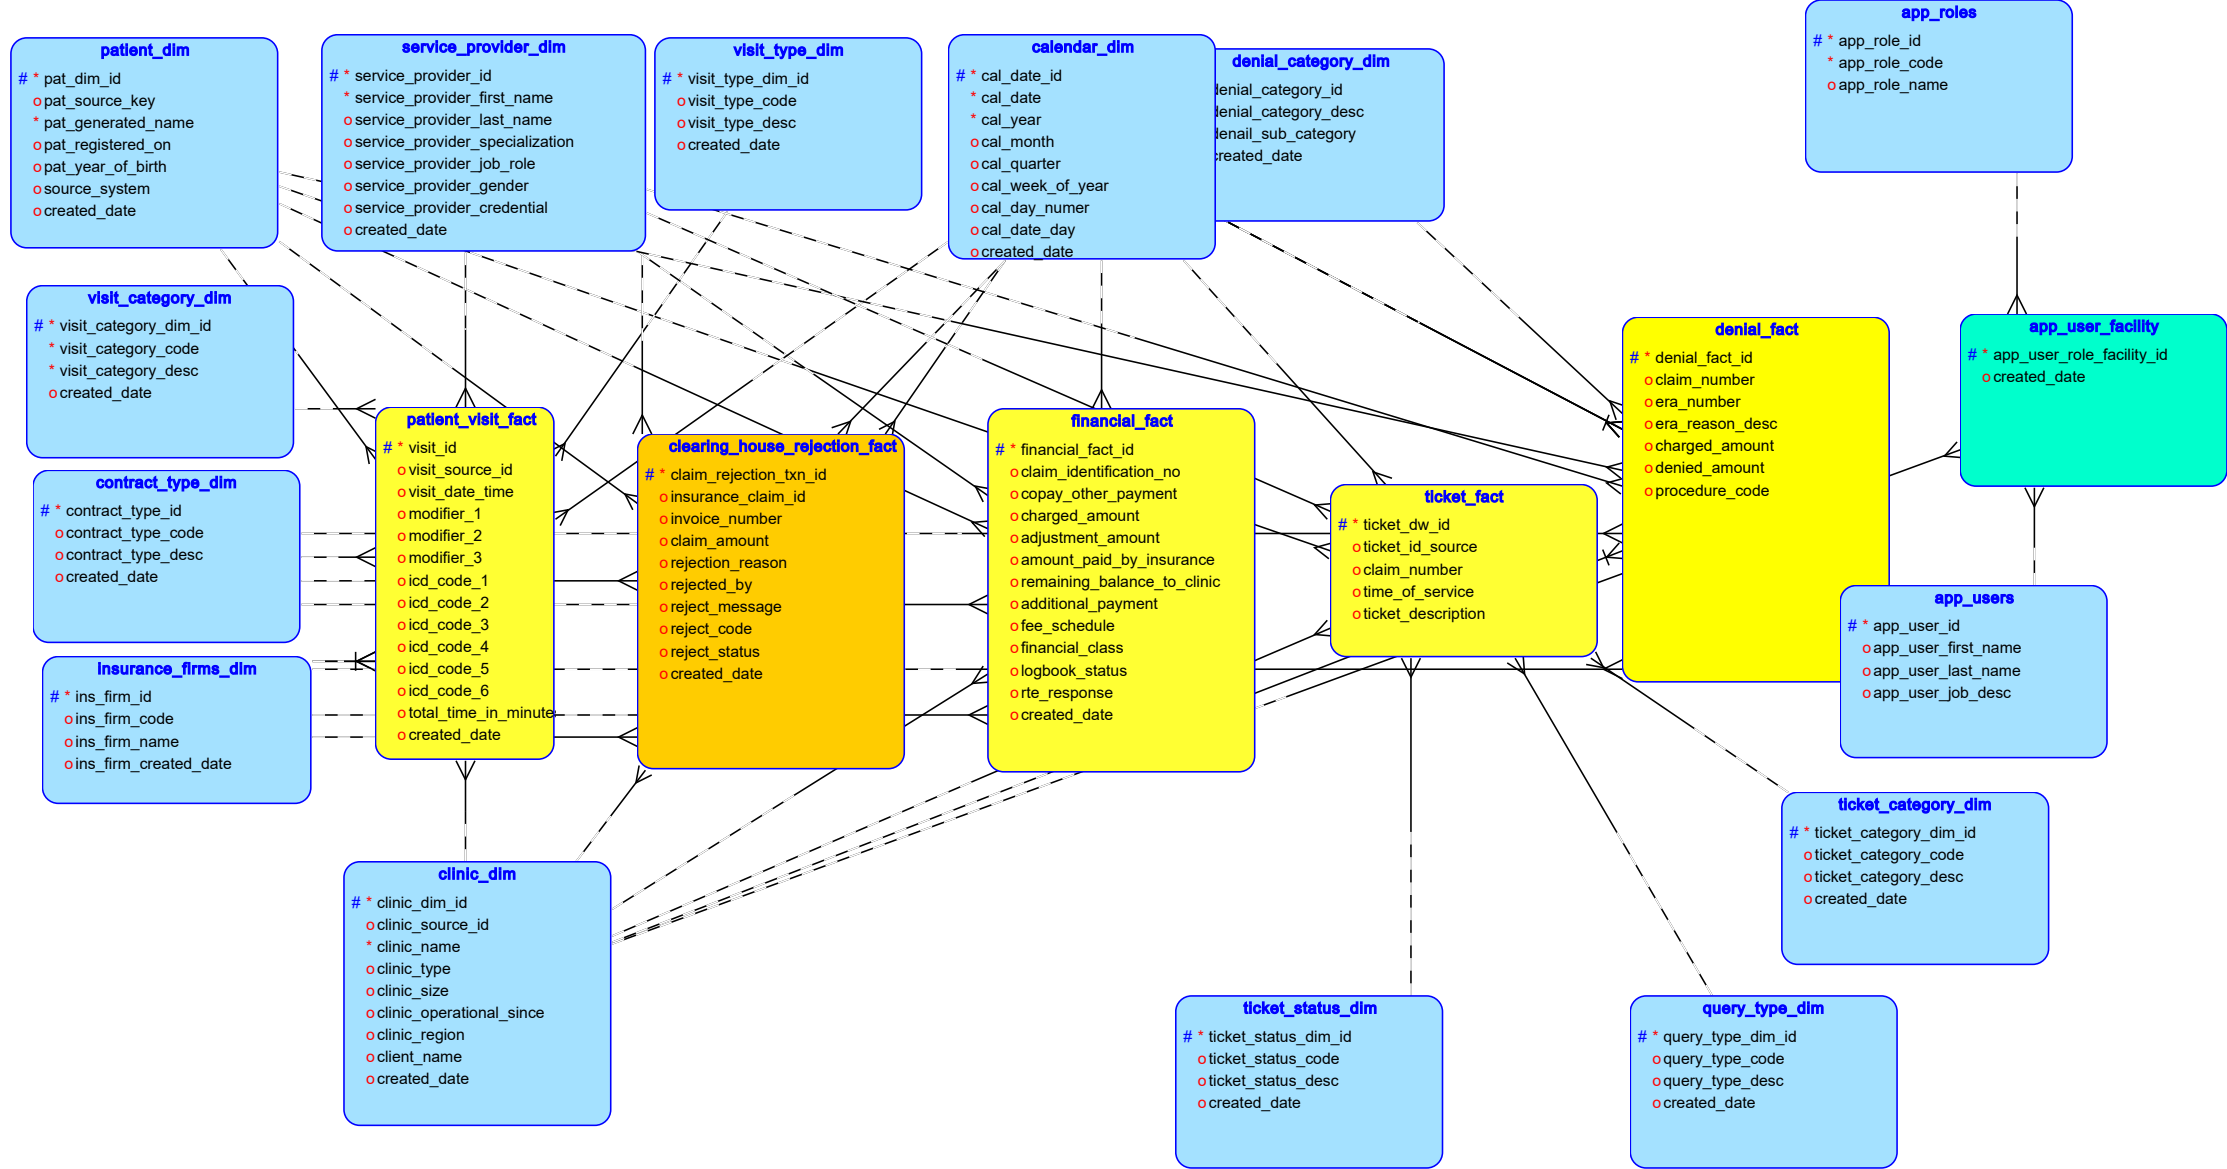 patient_dim
# * pat_dim_id
o pat_source_key
* pat_generated_name
o pat_registered_on
o pat_year_of_birth
o source_system
o created_date
service_provider_dim
# * service_provider_id
* service_provider_first_name
o service_provider_last_name
o service_provider_specialization
o service_provider_job_role
o service_provider_gender
o service_provider_credential
o created_date
visit_type_dim
# * visit_type_dim_id
o visit_type_code
o visit_type_desc
o created_date
calendar_dim
# * cal_date_id
* cal_date
* cal_year
o cal_month
o cal_quarter
o cal_week_of_year
o cal_day_numer
o cal_date_day
o created_date
denial_category_dim
denial_category_id
denial_category_desc
denail_sub_category
created_date
app_roles
# * app_role_id
* app_role_code
o app_role_name
visit_category_dim
# * visit_category_dim_id
* visit_category_code
* visit_category_desc
o created_date
contract_type_dim
# * contract_type_id
o contract_type_code
o contract_type_desc
o created_date
insurance_firms_dim
# * ins_firm_id
o ins_firm_code
o ins_firm_name
o ins_firm_created_date
patient_visit_fact
# * visit_id
o visit_source_id
o visit_date_time
o modifier_1
o modifier_2
o modifier_3
o icd_code_1
o icd_code_2
o icd_code_3
o icd_code_4
o icd_code_5
o icd_code_6
o total_time_in_minute
o created_date
clearing_house_rejection_fact
# * claim_rejection_txn_id
o insurance_claim_id
o invoice_number
o claim_amount
o rejection_reason
o rejected_by
o reject_message
o reject_code
o reject_status
o created_date
financial_fact
# * financial_fact_id
o claim_identification_no
o copay_other_payment
o charged_amount
o adjustment_amount
o amount_paid_by_insurance
o remaining_balance_to_clinic
o additional_payment
o fee_schedule
o financial_class
o logbook_status
o rte_response
o created_date
ticket_fact
# * ticket_dw_id
o ticket_id_source
o claim_number
o time_of_service
o ticket_description
denial_fact
# * denial_fact_id
o claim_number
o era_number
o era_reason_desc
o charged_amount
o denied_amount
o procedure_code
app_user_facility
# * app_user_role_facility_id
o created_date
app_users
# * app_user_id
o app_user_first_name
o app_user_last_name
o app_user_job_desc
clinic_dim
# * clinic_dim_id
o clinic_source_id
* clinic_name
o clinic_type
o clinic_size
o clinic_operational_since
o clinic_region
o client_name
o created_date
ticket_category_dim
# * ticket_category_dim_id
o ticket_category_code
o ticket_category_desc
o created_date
ticket_status_dim
# * ticket_status_dim_id
o ticket_status_code
o ticket_status_desc
o created_date
query_type_dim
# * query_type_dim_id
o query_type_code
o query_type_desc
o created_date